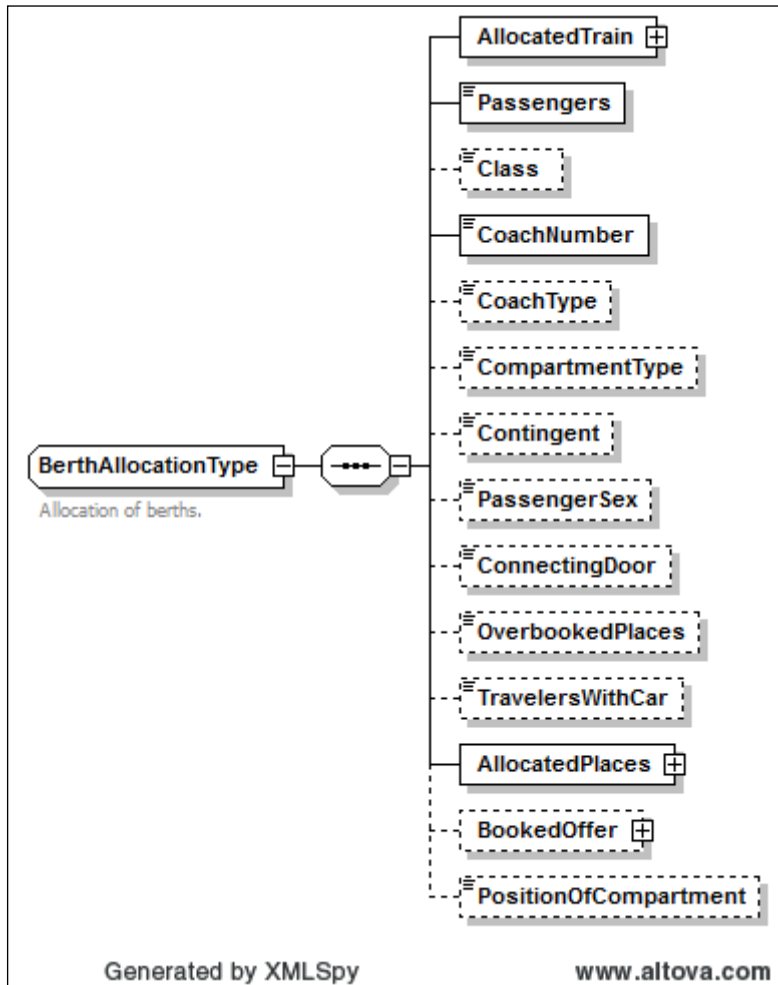 AllocatedTrain
Passengers
Class
CoachNumber
CoachType
CompartmentType
Contingent
BerthAllocationType
Allocation of berths.
PassengerSex
ConnectingDoor
OverbookedPlaces
TravelersWithCar
AllocatedPlaces
BookedOffer
PositionOfCompartment
Generated by XMLSpy
www.altova.com